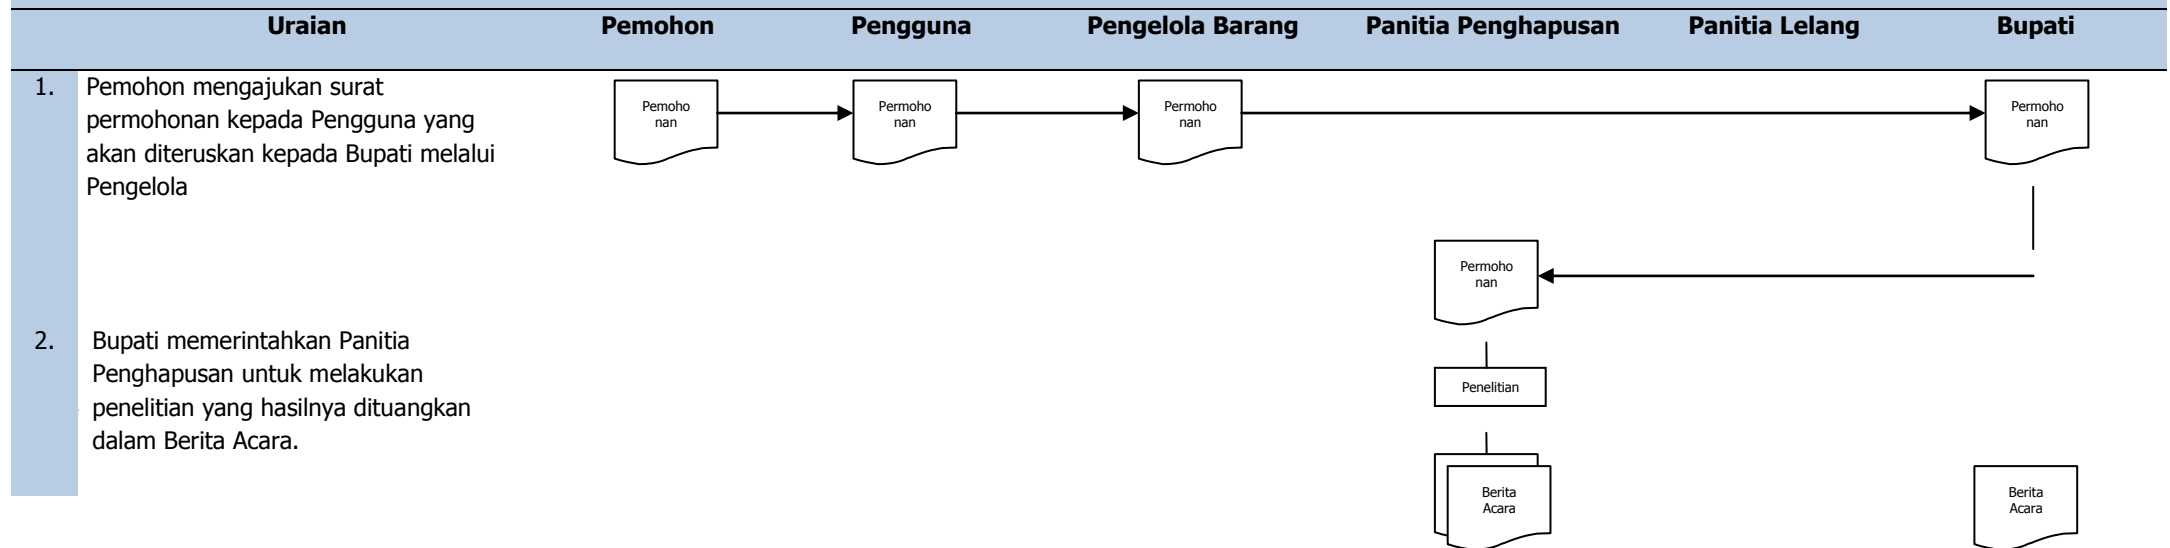 Uraian Pemohon Pengguna Pengelola Barang Panitia Penghapusan Panitia Lelang Bupati
1. Pemohon mengajukan surat
permohonan kepada Pengguna yang
akan diteruskan kepada Bupati melalui
Pengelola
Pemoho
nan
Permoho
nan
Permoho
nan
Permoho
nan
Permoho
nan
2. Bupati memerintahkan Panitia
Penghapusan untuk melakukan
penelitian yang hasilnya dituangkan
dalam Berita Acara.
Penelitian
Berita
Acara
Berita
Acara